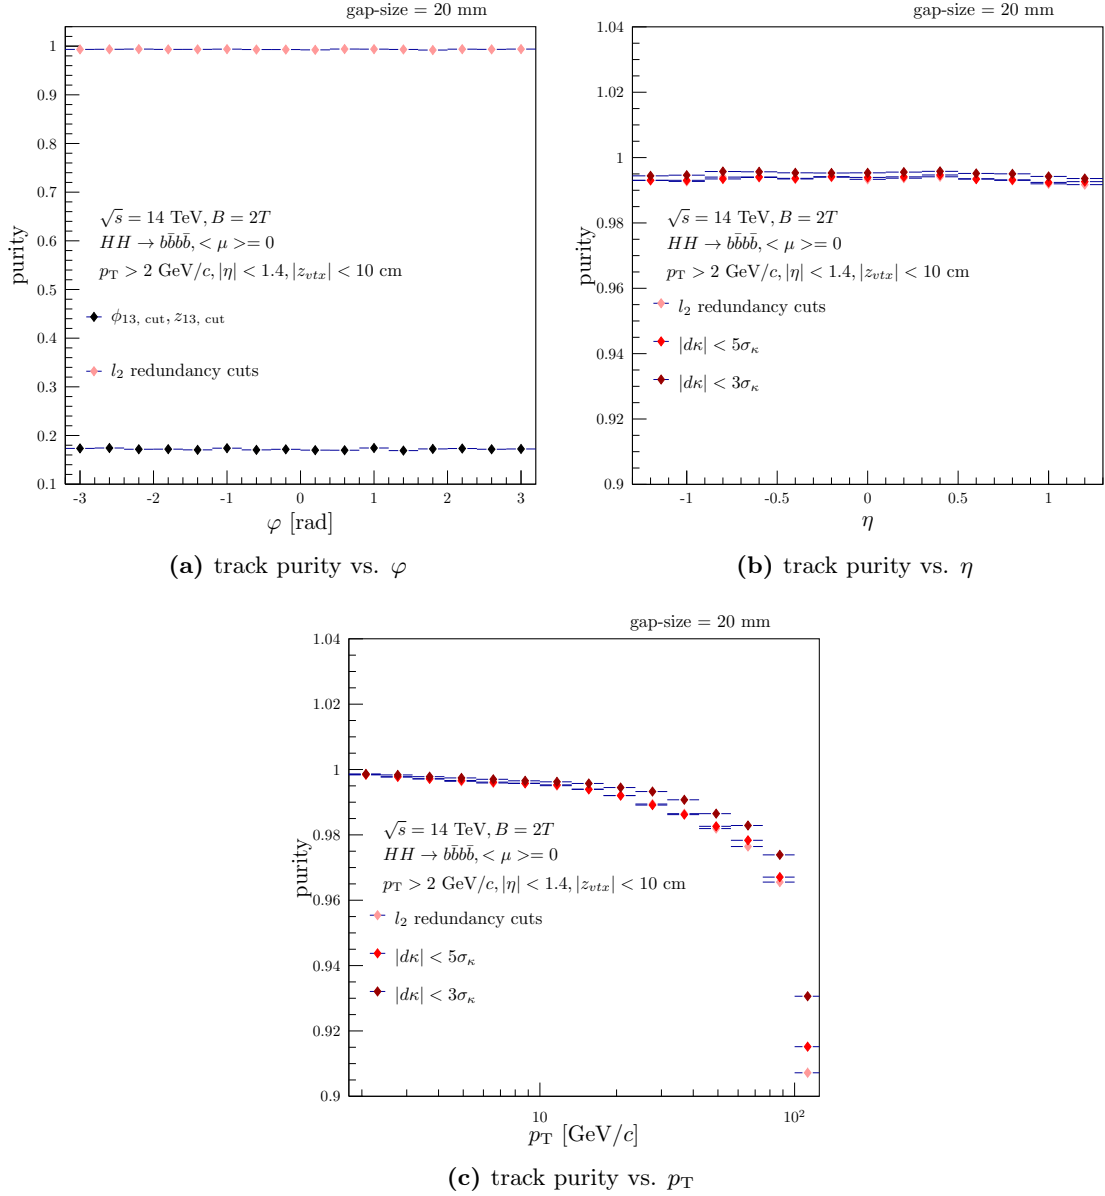 gap-size = 20 mm
1
0.9
0.8
0.7
0.6
0.5
0.4
0.3
0.2
0.1
purity
√s = 14 TeV, B = 2T
HH → bb̄bb̄, < μ >= 0
p_T > 2 GeV/c, |η| < 1.4, |z_vtx| < 10 cm
ϕ_13, cut, z_13, cut
l_2 redundancy cuts
-3 -2 -1 0 1 2 3
φ [rad]
(a) track purity vs. φ
gap-size = 20 mm
1.04
1.02
1
0.98
0.96
0.94
0.92
0.9
purity
√s = 14 TeV, B = 2T
HH → bb̄bb̄, < μ >= 0
p_T > 2 GeV/c, |η| < 1.4, |z_vtx| < 10 cm
l_2 redundancy cuts
|dκ| < 5σ_κ
|dκ| < 3σ_κ
-1 -0.5 0 0.5 1
η
(b) track purity vs. η
gap-size = 20 mm
1.04
1.02
1
0.98
0.96
0.94
0.92
0.9
purity
√s = 14 TeV, B = 2T
HH → bb̄bb̄, < μ >= 0
p_T > 2 GeV/c, |η| < 1.4, |z_vtx| < 10 cm
l_2 redundancy cuts
|dκ| < 5σ_κ
|dκ| < 3σ_κ
10 10²
p_T [GeV/c]
(c) track purity vs. p_T